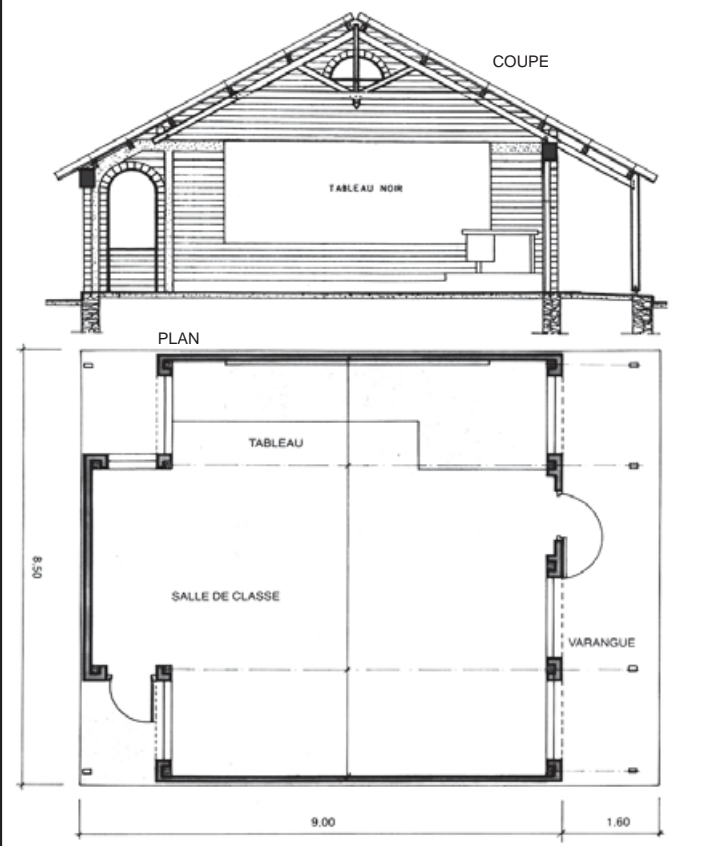 COUPE
TABLEAU NOIR
PLAN
TABLEAU
8.50
SALLE DE CLASSE
VARANGUE
9.00
1.60